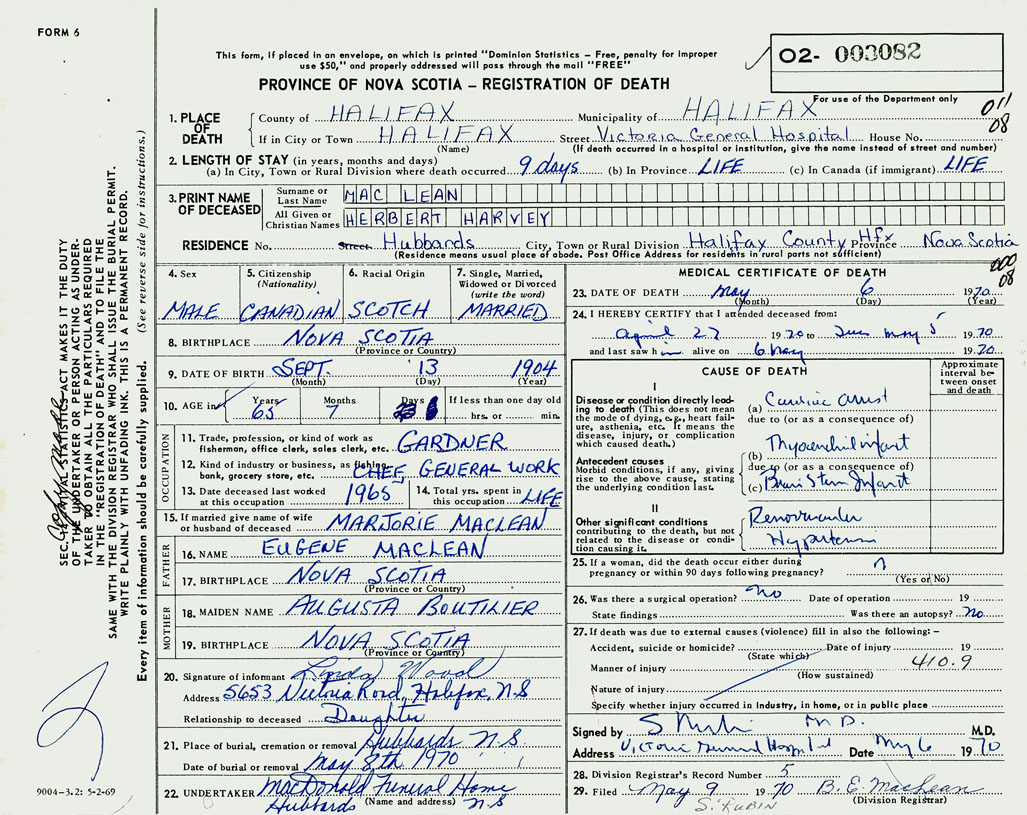 FORM 6
This form, if placed in an envelope, on which is printed "Dominion Statistics – Free, penalty for improper
use $50," and properly addressed will pass through the mail "FREE"
PROVINCE OF NOVA SCOTIA – REGISTRATION OF DEATH
02- 003082
For use of the Department only
011
08
1. PLACE OF DEATH
County of HALIFAX Municipality of HALIFAX
If in City or Town HALIFAX Street Victoria General Hospital House No.
(Name) (If death occurred in a hospital or institution, give the name instead of street and number)
2. LENGTH OF STAY (in years, months and days)
(a) In City, Town or Rural Division where death occurred 9 days (b) In Province LIFE (c) In Canada (if immigrant) LIFE
3. PRINT NAME OF DECEASED
Surname or Last Name MAC LEAN
All Given or Christian Names HERBERT HARVEY
RESIDENCE No. Street Hubbards City, Town or Rural Division Halifax County Hfx Province Nova Scotia
(Residence means usual place of abode. Post Office Address for residents in rural parts not sufficient)
000
08
4. Sex MALE
5. Citizenship (Nationality) CANADIAN
6. Racial Origin SCOTCH
7. Single, Married, Widowed or Divorced (write the word) MARRIED
8. BIRTHPLACE NOVA SCOTIA
(Province or Country)
9. DATE OF BIRTH SEPT. 13 1904
(Month) (Day) (Year)
10. AGE in Years Months Days If less than one day old
65 7 hrs. or min.
OCCUPATION
11. Trade, profession, or kind of work as
fisherman, office clerk, sales clerk, etc. GARDNER
12. Kind of industry or business, as fishing,
bank, grocery store, etc. CHEF, GENERAL WORK
13. Date deceased last worked
at this occupation 1965
14. Total yrs. spent in
this occupation LIFE
15. If married give name of wife
or husband of deceased MARJORIE MACLEAN
FATHER
16. NAME EUGENE MACLEAN
17. BIRTHPLACE NOVA SCOTIA
(Province or Country)
MOTHER
18. MAIDEN NAME AUGUSTA BOUTILIER
19. BIRTHPLACE NOVA SCOTIA
(Province or Country)
20. Signature of informant Linda Wood
Address 5653 Victoria Road, Halifax, N.S
Relationship to deceased Daughter
21. Place of burial, cremation or removal Hubbards N.S.
Date of burial or removal May 8th 1970
22. UNDERTAKER MacDonald Funeral Home
(Name and address)
Hubbards N S
MEDICAL CERTIFICATE OF DEATH
23. DATE OF DEATH May 6 1970
(Month) (Day) (Year)
24. I HEREBY CERTIFY that I attended deceased from:
April 27 1970 to May 5 1970
and last saw him alive on 6 May 1970
CAUSE OF DEATH
Approximate interval between onset and death
I
Disease or condition directly leading to death (This does not mean
the mode of dying, e.g., heart failure, asthenia, etc. It means the
disease, injury, or complication
which caused death.)
(a) Cardiac arrest
due to (or as a consequence of)
Antecedent causes
Morbid conditions, if any, giving
rise to the above cause, stating
the underlying condition last.
(b) Myocardial infarct
due to (or as a consequence of)
(c) Brain Stem Infarct
II
Other significant conditions
contributing to the death, but not
related to the disease or condition causing it.
Renovascular
Hypertension
25. If a woman, did the death occur either during
pregnancy or within 90 days following pregnancy?
(Yes or No)
26. Was there a surgical operation? No Date of operation 19
State findings Was there an autopsy? No
27. If death was due to external causes (violence) fill in also the following: –
Accident, suicide or homicide? Date of injury 19
(State which)
410.9
Manner of injury
(How sustained)
Nature of injury
Specify whether injury occurred in industry, in home, or in public place
Signed by M.D. M.D.
Address Victoria General Hospital Date May 6 1970
28. Division Registrar's Record Number 5
29. Filed May 9 1970 B. E. MacLean
(Division Registrar)
S. RUBIN
SEC. ACT MAKES IT THE DUTY
OF THE UNDERTAKER OR PERSON ACTING AS UNDER-
TAKER TO OBTAIN ALL THE PARTICULARS REQUIRED
IN THE "REGISTRATION OF DEATH" AND TO FILE THE
SAME WITH THE DIVISION REGISTRAR WHO SHALL ISSUE THE BURIAL PERMIT.
WRITE PLAINLY WITH UNFADING INK. THIS IS A PERMANENT RECORD.
Every item of information should be carefully supplied. (See reverse side for instructions.)
9004-3.2: 5-2-69